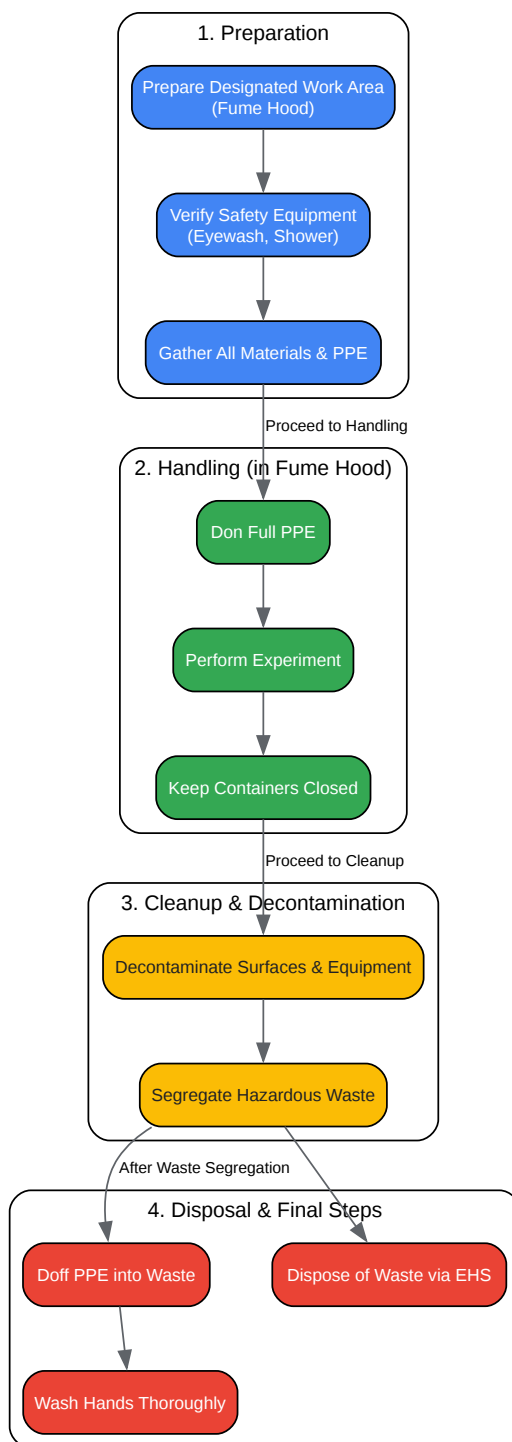 1. Preparation
Prepare Designated Work Area
(Fume Hood)
Verify Safety Equipment
(Eyewash, Shower)
Gather All Materials & PPE
Proceed to Handling
2. Handling (in Fume Hood)
Don Full PPE
Perform Experiment
Keep Containers Closed
Proceed to Cleanup
3. Cleanup & Decontamination
Decontaminate Surfaces & Equipment
Segregate Hazardous Waste
After Waste Segregation
4. Disposal & Final Steps
Doff PPE into Waste
Dispose of Waste via EHS
Wash Hands Thoroughly